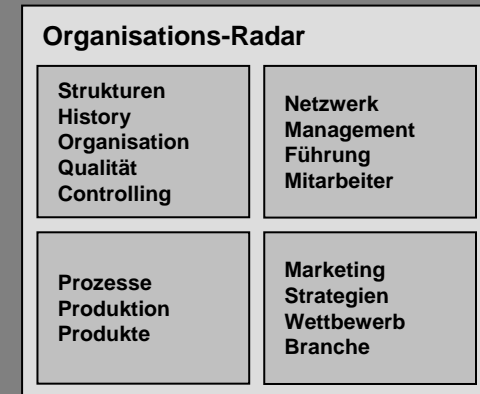 Organisations-Radar
Strukturen
History
Organisation
Qualität
Controlling
Netzwerk
Management
Führung
Mitarbeiter
Prozesse
Produktion
Produkte
Marketing
Strategien
Wettbewerb
Branche